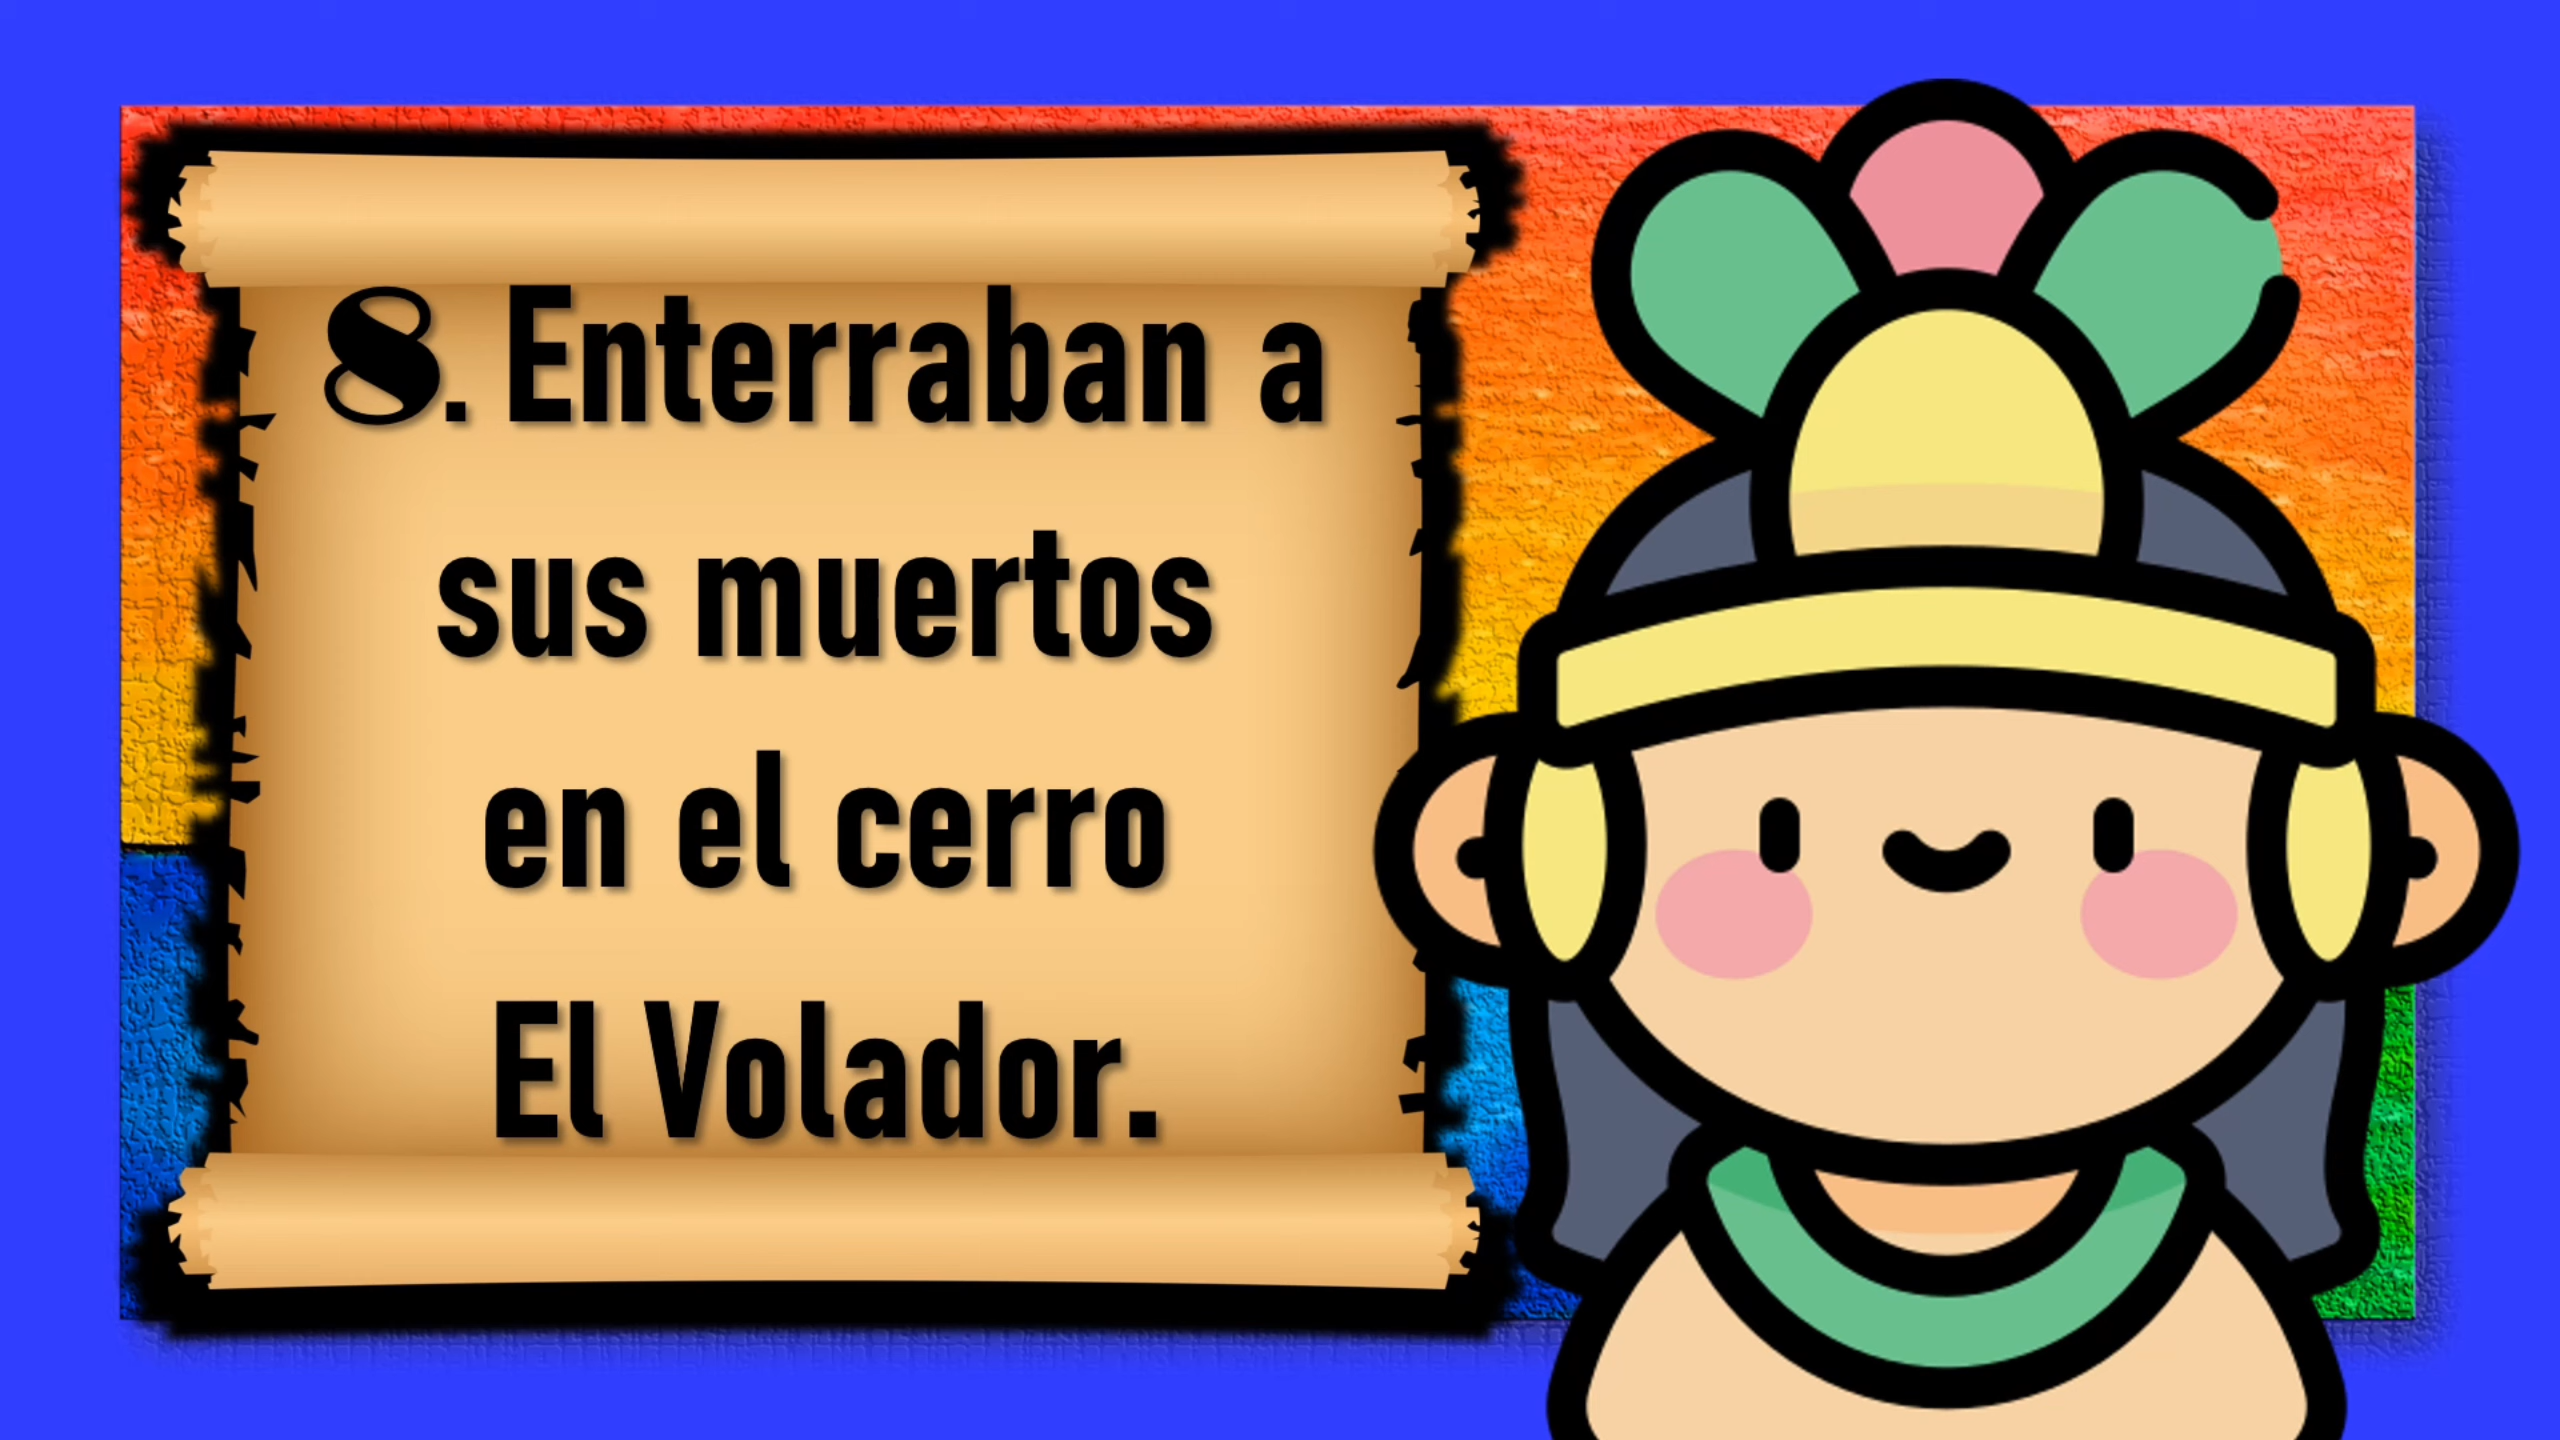 8. Enterraban a
sus muertos
en el cerro
El Volador.